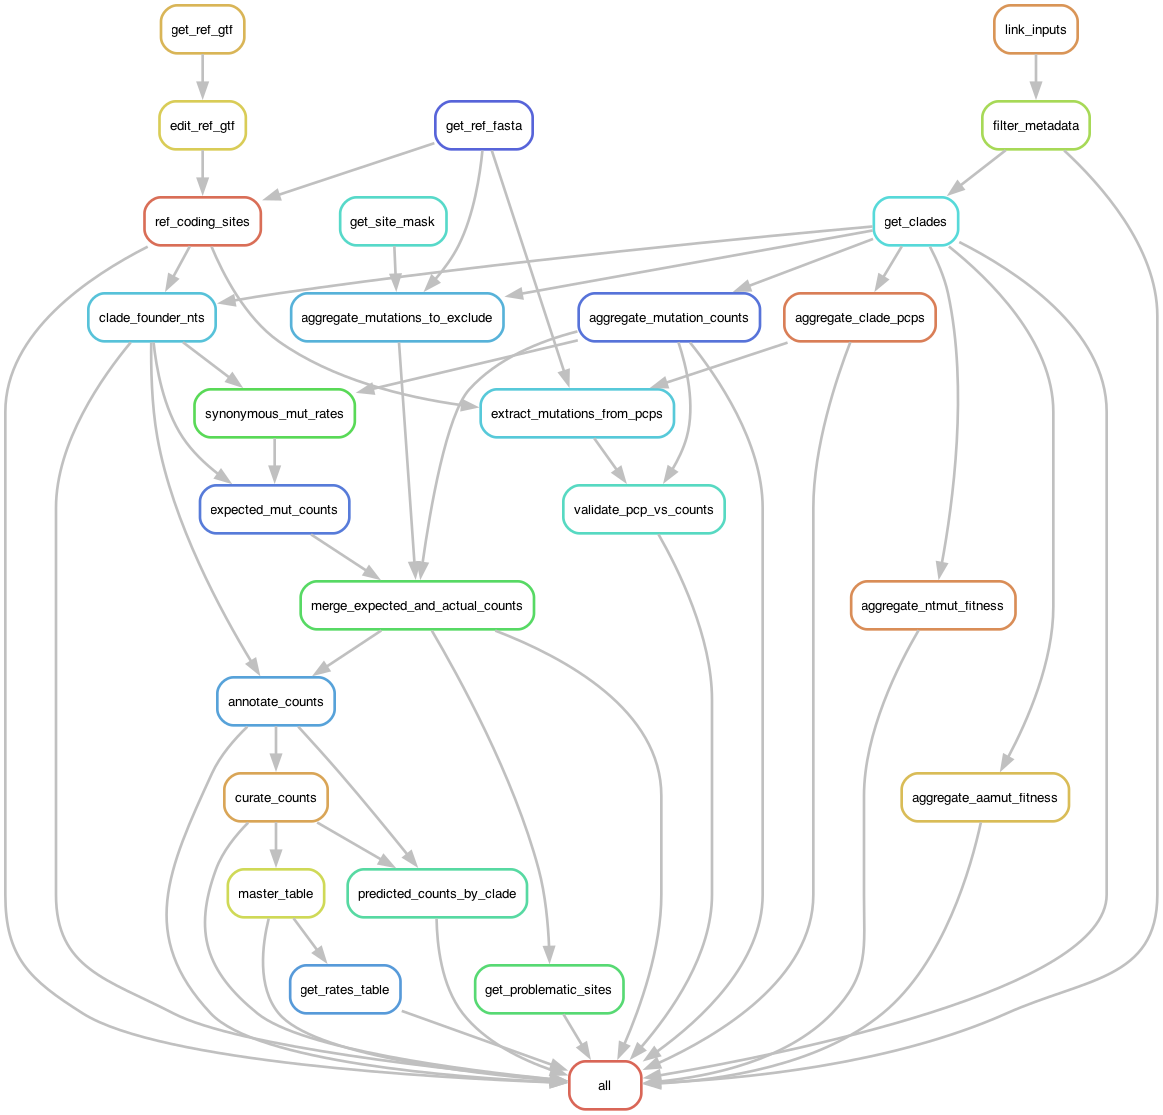 get_ref_gtf
link_inputs
edit_ref_gtf
get_ref_fasta
filter_metadata
ref_coding_sites
get_site_mask
get_clades
clade_founder_nts
aggregate_mutations_to_exclude
aggregate_mutation_counts
aggregate_clade_pcps
synonymous_mut_rates
extract_mutations_from_pcps
expected_mut_counts
validate_pcp_vs_counts
merge_expected_and_actual_counts
aggregate_ntmut_fitness
annotate_counts
curate_counts
aggregate_aamut_fitness
master_table
predicted_counts_by_clade
get_rates_table
get_problematic_sites
all